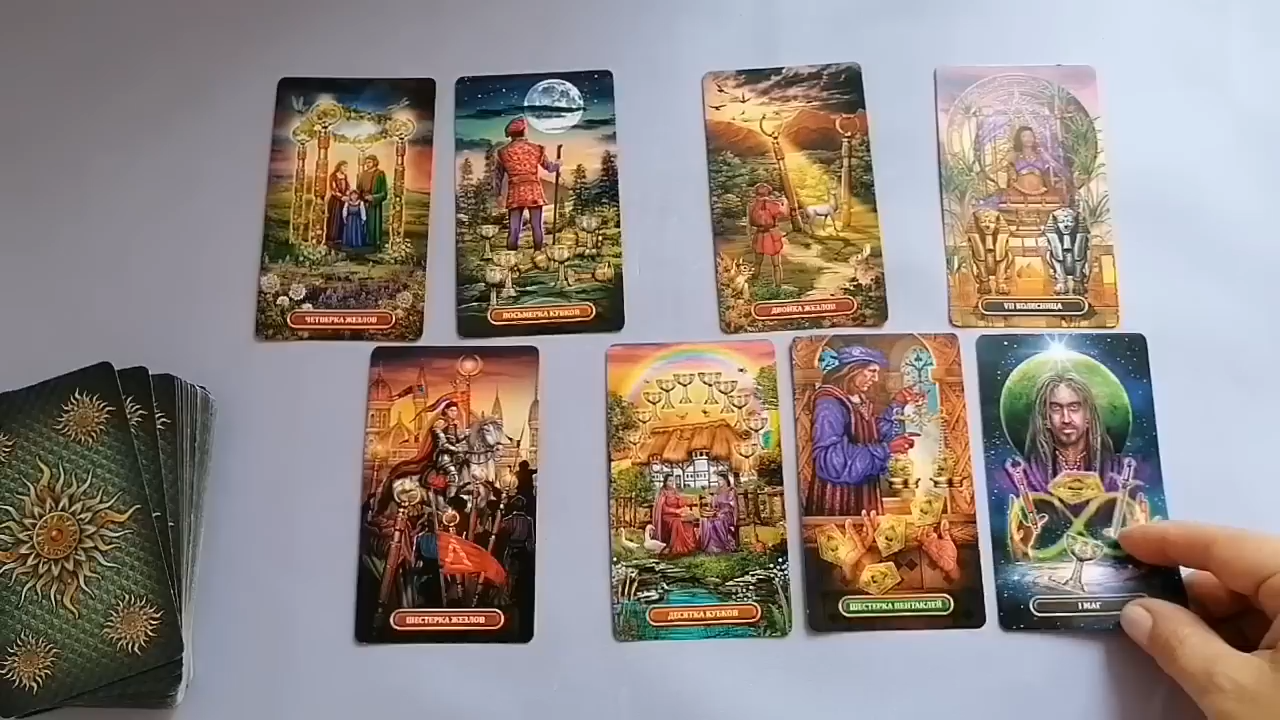 ЧЕТВЕРКА ЖЕЗЛОВ
ВОСЬМЕРКА КУБКОВ
ДВОЙКА ЖЕЗЛОВ
VII КОЛЕСНИЦА
ШЕСТЕРКА ЖЕЗЛОВ
ДЕСЯТКА КУБКОВ
ШЕСТЕРКА ПЕНТАКЛЕЙ
I МАГ